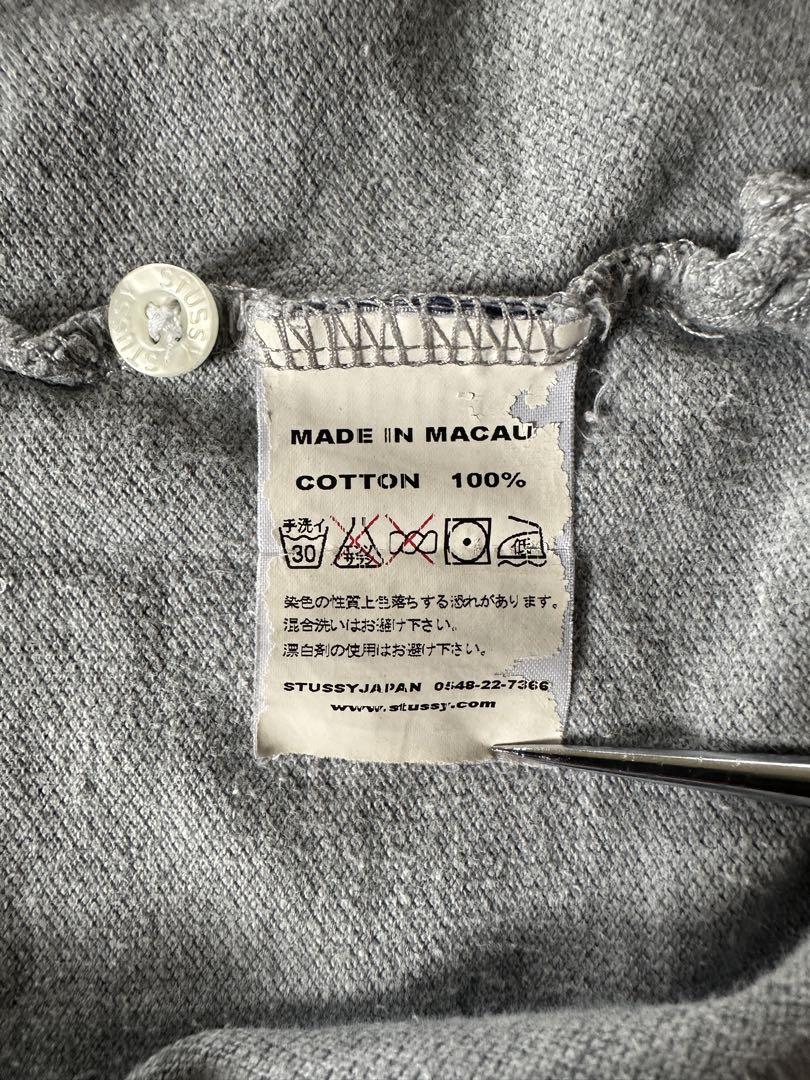 STUSSY STUSSY
MADE IN MACAU
COTTON 100%
手洗イ
30
低
染色の性質上色落ちする恐れがあります。
混合洗いはお避け下さい。
漂白剤の使用はお避け下さい。
STUSSYJAPAN 0548-22-7366
www.stussy.com